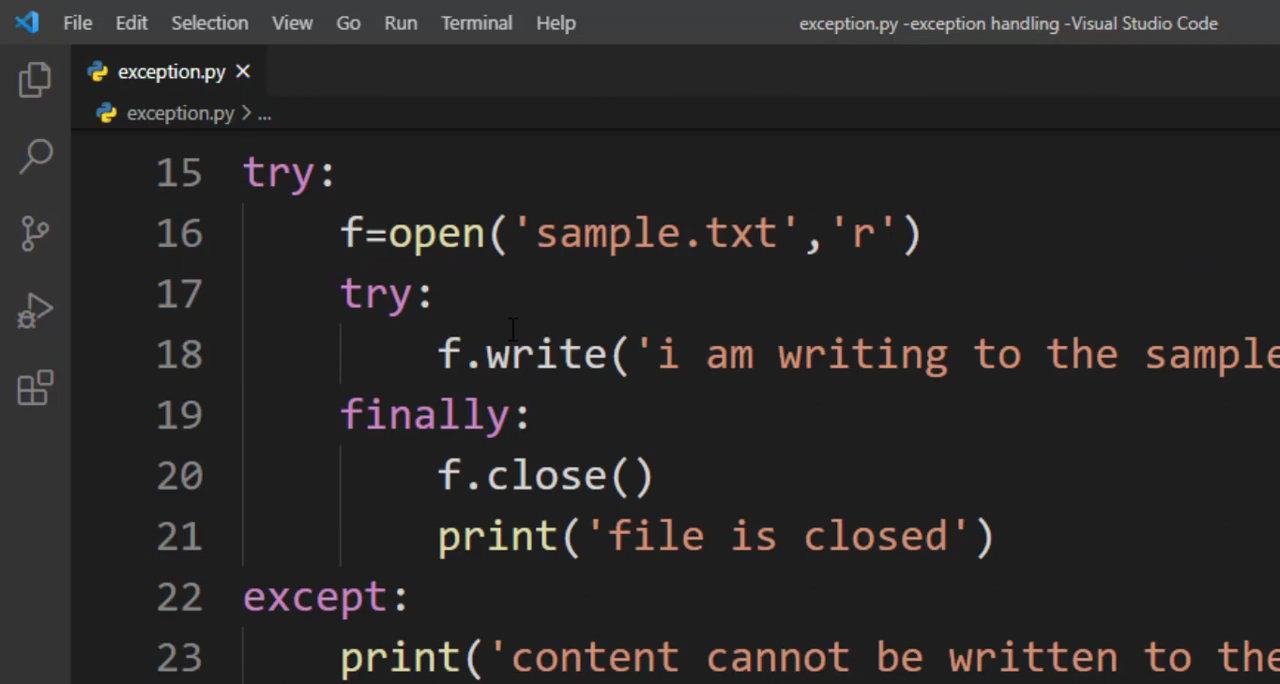 File Edit Selection View Go Run Terminal Help exception.py -exception handling -Visual Studio Code
exception.py
exception.py > ...
15 try:
16 f=open('sample.txt','r')
17 try:
18 f.write('i am writing to the sample
19 finally:
20 f.close()
21 print('file is closed')
22 except:
23 print('content cannot be written to the